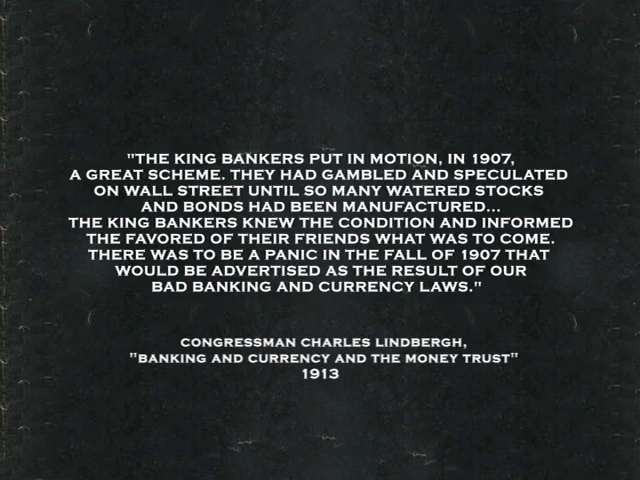 "THE KING BANKERS PUT IN MOTION, IN 1907,
A GREAT SCHEME. THEY HAD GAMBLED AND SPECULATED
ON WALL STREET UNTIL SO MANY WATERED STOCKS
AND BONDS HAD BEEN MANUFACTURED...
THE KING BANKERS KNEW THE CONDITION AND INFORMED
THE FAVORED OF THEIR FRIENDS WHAT WAS TO COME.
THERE WAS TO BE A PANIC IN THE FALL OF 1907 THAT
WOULD BE ADVERTISED AS THE RESULT OF OUR
BAD BANKING AND CURRENCY LAWS."
CONGRESSMAN CHARLES LINDBERGH,
"BANKING AND CURRENCY AND THE MONEY TRUST"
1913